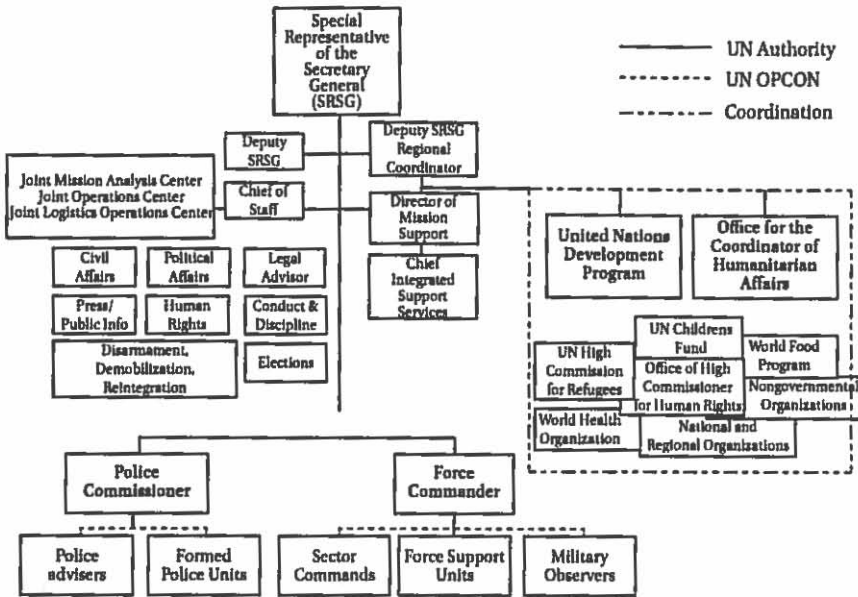 Special
Representative
of the
Secretary
General
(SRSG)
UN Authority
UN OPCON
Coordination
Deputy
SRSG
Deputy SRSG
Regional
Coordinator
Joint Mission Analysis Center
Joint Operations Center
Joint Logistics Operations Center
Chief of
Staff
Director of
Mission
Support
Chief
Integrated
Support
Services
United Nations
Development
Program
Office for the
Coordinator of
Humanitarian
Affairs
Civil
Affairs
Political
Affairs
Legal
Advisor
Press/
Public Info
Human
Rights
Conduct &
Discipline
Disarmament,
Demobilization,
Reintegration
Elections
UN Childrens
Fund
UN High
Commission
for Refugees
Office of High
Commissioner
for Human Rights
World Food
Program
Nongovernmental
Organizations
World Health
Organization
National and
Regional Organizations
Police
Commissioner
Force
Commander
Police
advisers
Formed
Police Units
Sector
Commands
Force Support
Units
Military
Observers